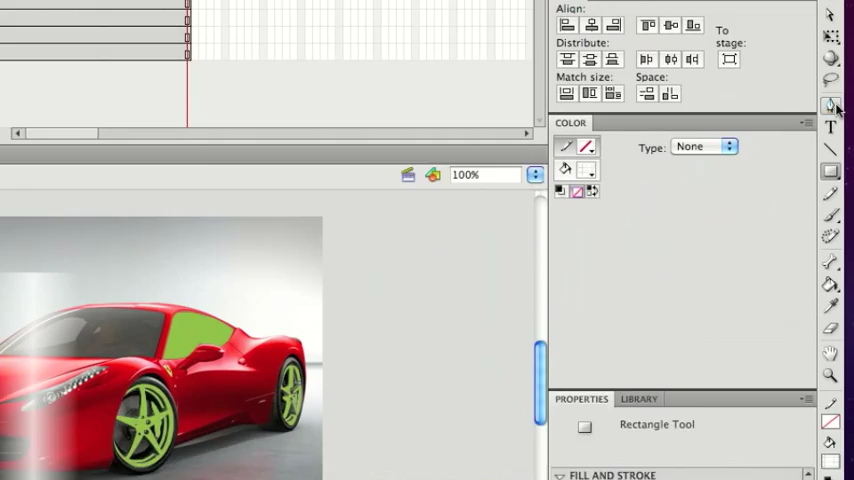 Align:
To
stage:
Distribute:
Match size:
Space:
COLOR
Type:
None
100%
T
PROPERTIES
LIBRARY
Rectangle Tool
FILL AND STROKE